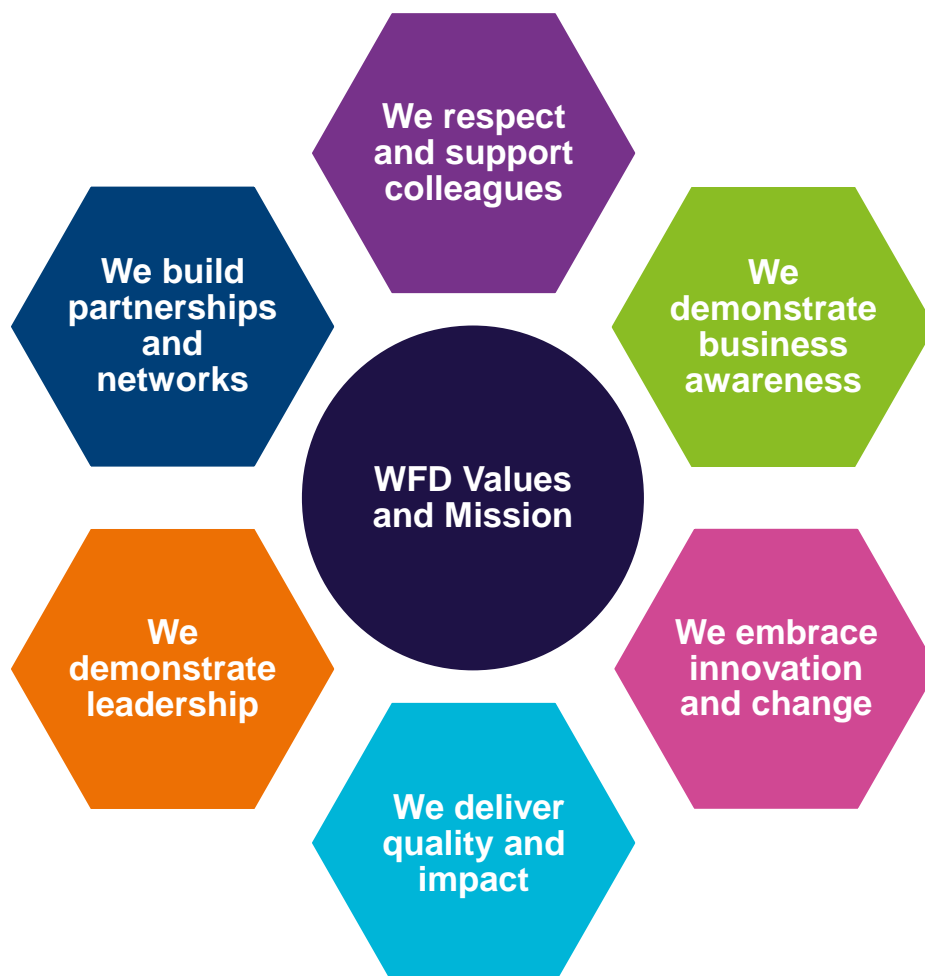 We respect
and support
colleagues
We build
partnerships
and
networks
We
demonstrate
business
awareness
WFD Values
and Mission
We
demonstrate
leadership
We embrace
innovation
and change
We deliver
quality and
impact